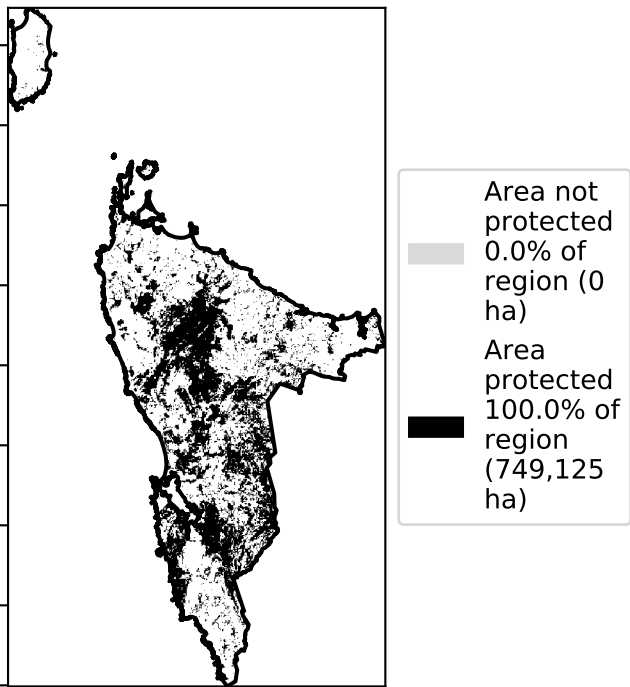 Area not
protected
0.0% of
region (0
ha)
Area
protected
100.0% of
region
(749,125
ha)